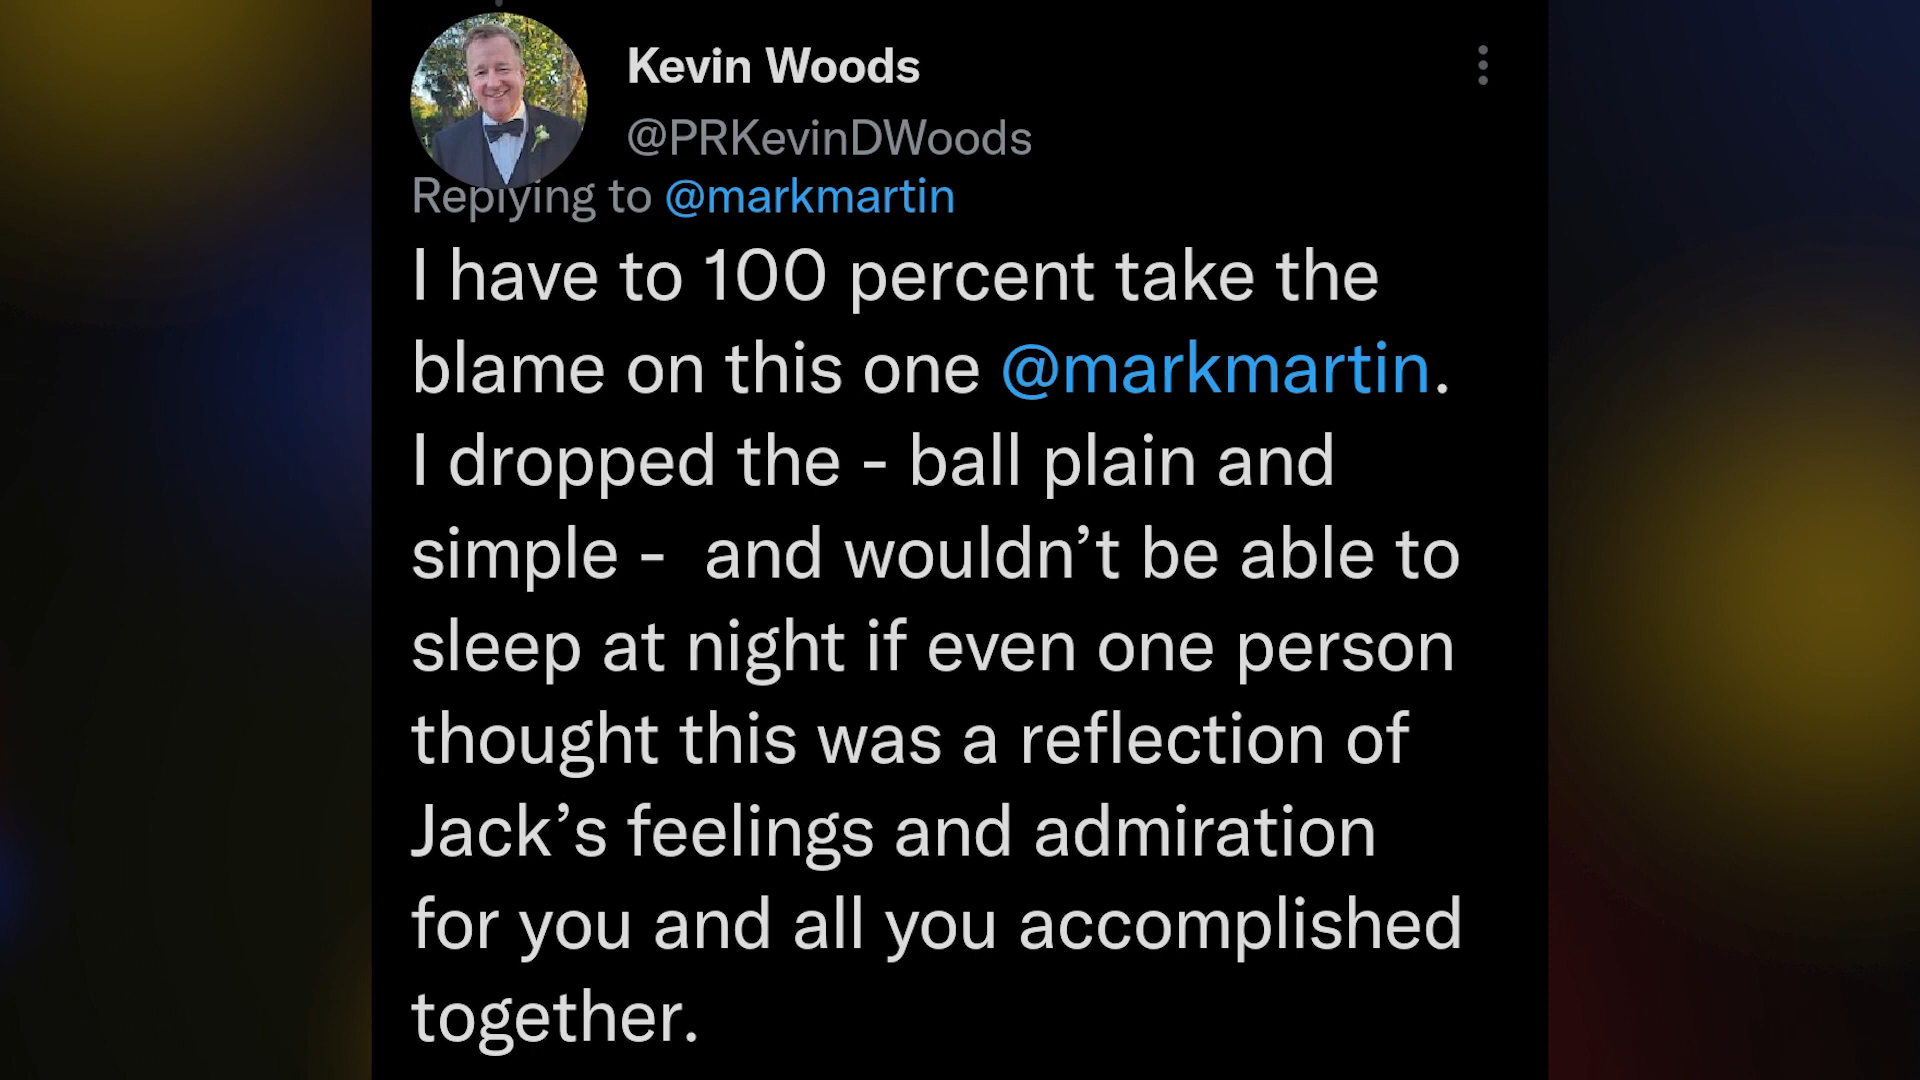 Kevin Woods
@PRKevinDWoods
Replying to @markmartin
I have to 100 percent take the
blame on this one @markmartin.
I dropped the - ball plain and
simple -  and wouldn’t be able to
sleep at night if even one person
thought this was a reflection of
Jack’s feelings and admiration
for you and all you accomplished
together.